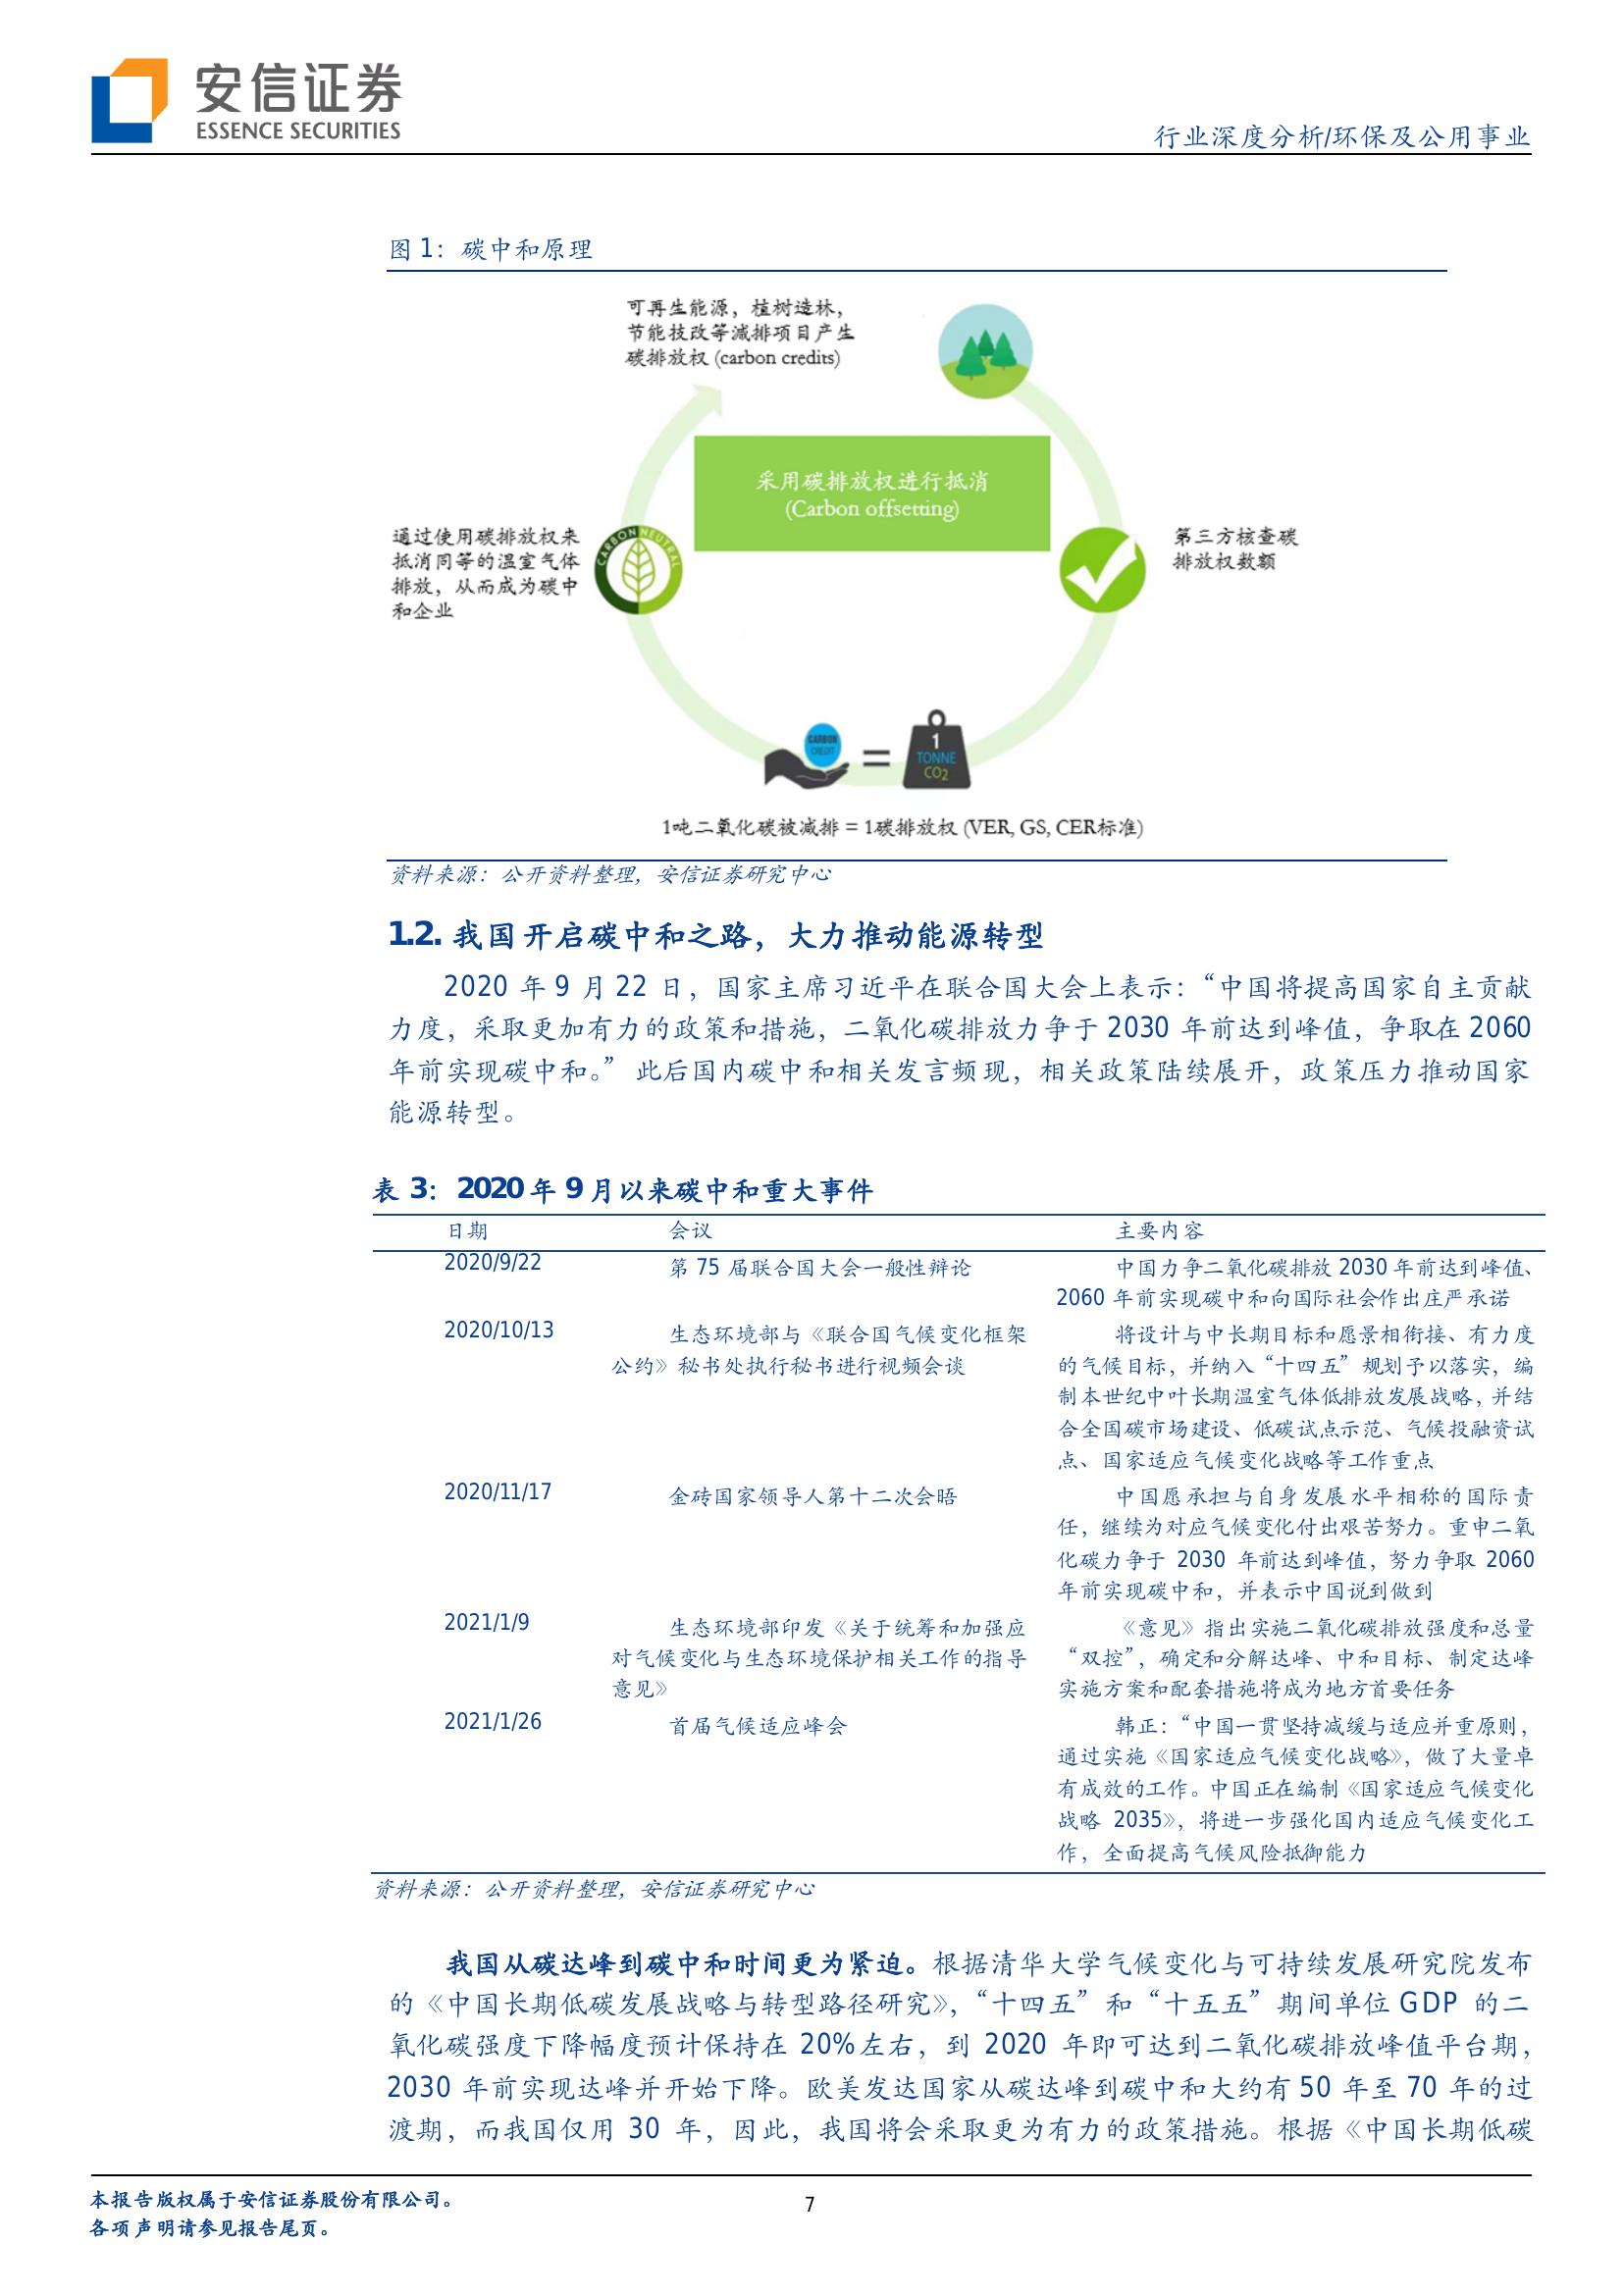 安信证券
ESSENCE SECURITIES
行业深度分析/环保及公用事业
图 1：碳中和原理
可再生能源，植树造林，
节能技改等减排项目产生
碳排放权 (carbon credits)
采用碳排放权进行抵消
(Carbon offsetting)
通过使用碳排放权来
抵消同等的温室气体
排放，从而成为碳中
和企业
CARBON NEUTRAL
第三方核查碳
排放权数额
CARBON
CREDIT
=
1
TONNE
CO2
1吨二氧化碳被减排 = 1碳排放权 (VER, GS, CER标准)
资料来源：公开资料整理，安信证券研究中心
1.2. 我国开启碳中和之路，大力推动能源转型
2020 年 9 月 22 日，国家主席习近平在联合国大会上表示：“中国将提高国家自主贡献
力度，采取更加有力的政策和措施，二氧化碳排放力争于 2030 年前达到峰值，争取在 2060
年前实现碳中和。” 此后国内碳中和相关发言频现，相关政策陆续展开，政策压力推动国家
能源转型。
表 3：2020 年 9 月以来碳中和重大事件
日期 会议 主要内容
2020/9/22 第 75 届联合国大会一般性辩论 中国力争二氧化碳排放 2030 年前达到峰值、
2060 年前实现碳中和向国际社会作出庄严承诺
2020/10/13 生态环境部与《联合国气候变化框架 将设计与中长期目标和愿景相衔接、有力度
公约》秘书处执行秘书进行视频会谈 的气候目标，并纳入“十四五”规划予以落实，编
制本世纪中叶长期温室气体低排放发展战略，并结
合全国碳市场建设、低碳试点示范、气候投融资试
点、国家适应气候变化战略等工作重点
2020/11/17 金砖国家领导人第十二次会晤 中国愿承担与自身发展水平相称的国际责
任，继续为对应气候变化付出艰苦努力。重申二氧
化碳力争于 2030 年前达到峰值，努力争取 2060
年前实现碳中和，并表示中国说到做到
2021/1/9 生态环境部印发《关于统筹和加强应 《意见》指出实施二氧化碳排放强度和总量
对气候变化与生态环境保护相关工作的指导 “双控”，确定和分解达峰、中和目标、制定达峰
意见》 实施方案和配套措施将成为地方首要任务
2021/1/26 首届气候适应峰会 韩正：“中国一贯坚持减缓与适应并重原则，
通过实施《国家适应气候变化战略》，做了大量卓
有成效的工作。中国正在编制《国家适应气候变化
战略 2035》，将进一步强化国内适应气候变化工
作，全面提高气候风险抵御能力
资料来源：公开资料整理，安信证券研究中心
我国从碳达峰到碳中和时间更为紧迫。根据清华大学气候变化与可持续发展研究院发布
的《中国长期低碳发展战略与转型路径研究》，“十四五”和“十五五”期间单位 GDP 的二
氧化碳强度下降幅度预计保持在 20%左右，到 2020 年即可达到二氧化碳排放峰值平台期，
2030 年前实现达峰并开始下降。欧美发达国家从碳达峰到碳中和大约有 50 年至 70 年的过
渡期，而我国仅用 30 年，因此，我国将会采取更为有力的政策措施。根据《中国长期低碳
本报告版权属于安信证券股份有限公司。
各项声明请参见报告尾页。
7